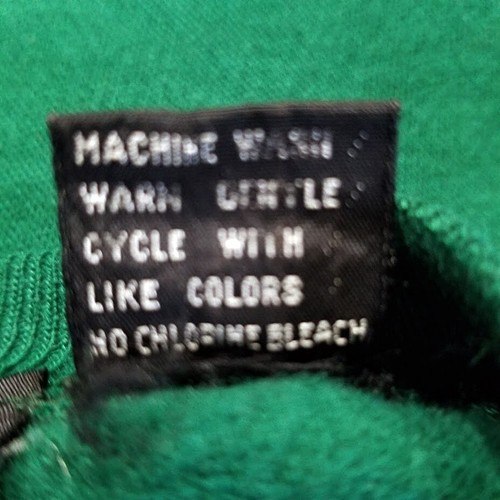 MACHINE WASH
WARM GENTLE
CYCLE WITH
LIKE COLORS
NO CHLORINE BLEACH